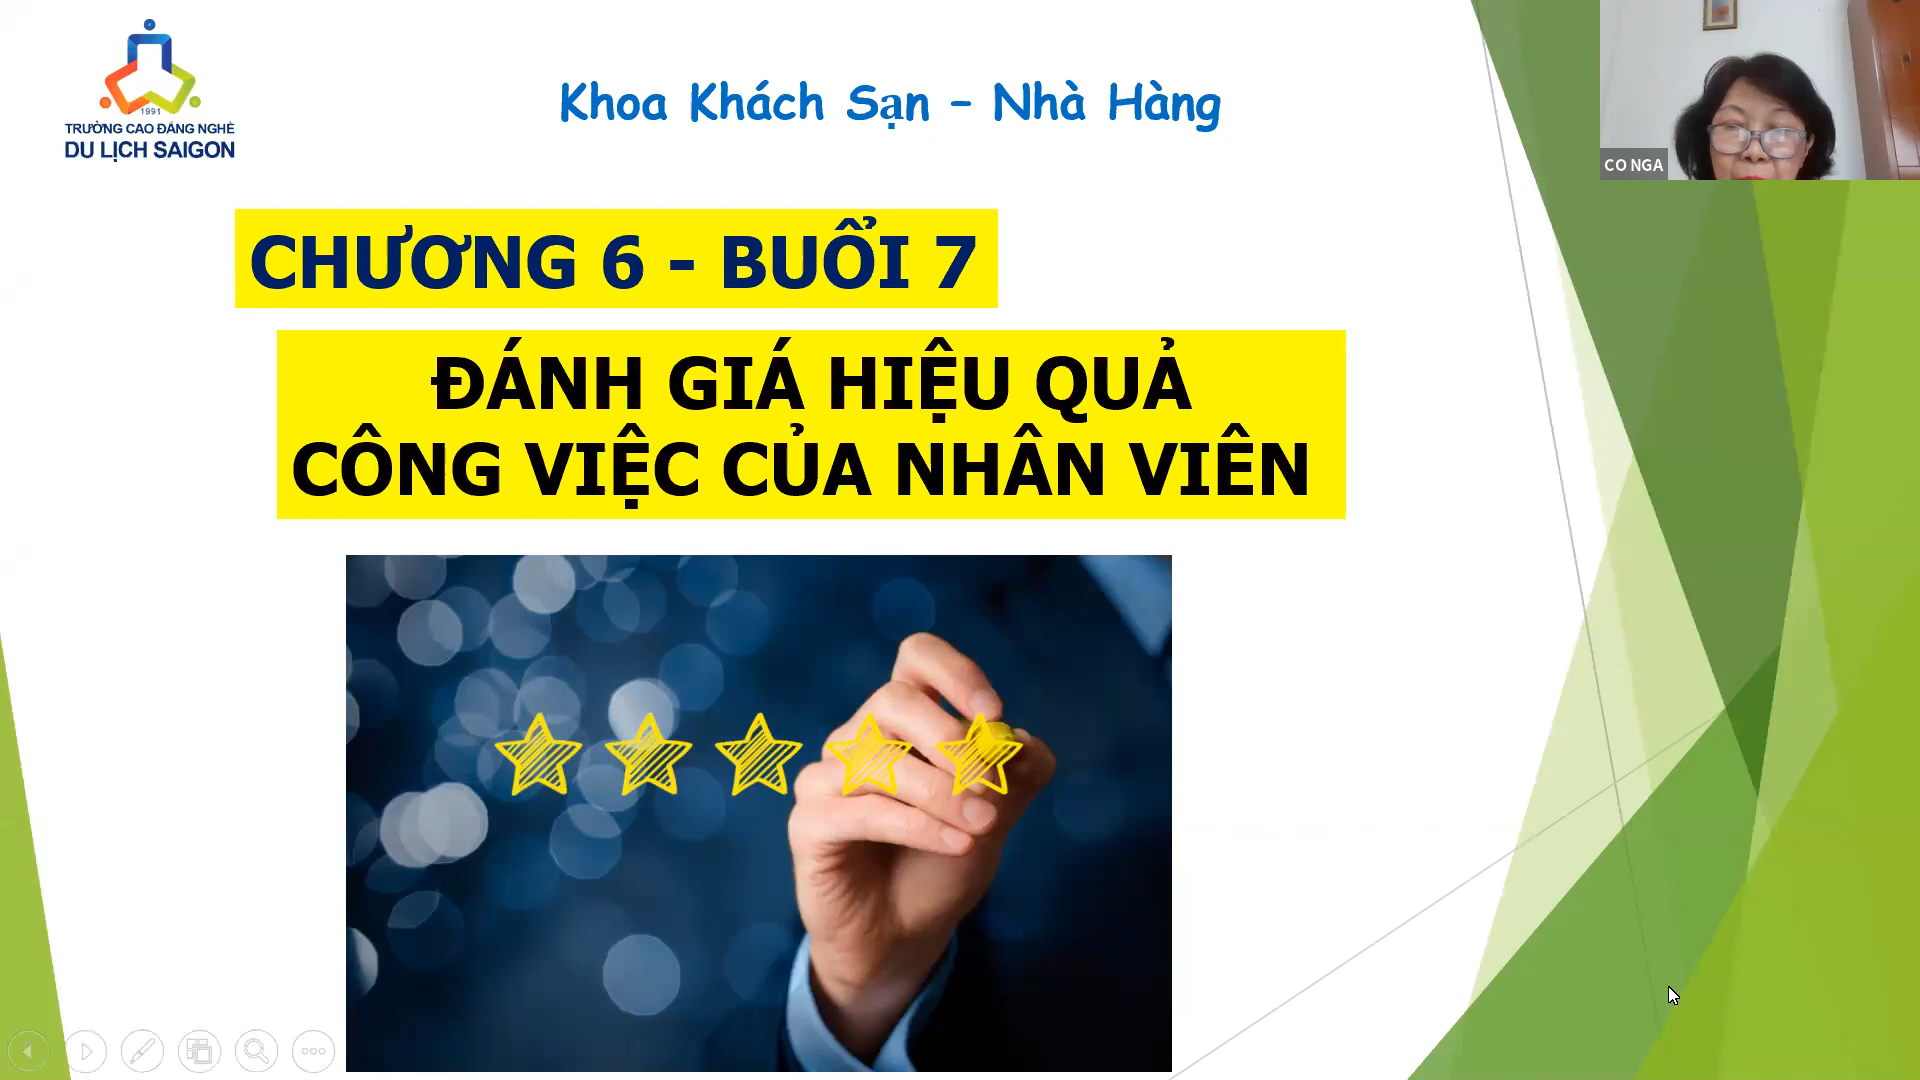 1991
TRƯỜNG CAO ĐẲNG NGHỀ
DU LỊCH SAIGON
Khoa Khách Sạn – Nhà Hàng
CO NGA
CHƯƠNG 6 - BUỔI 7
ĐÁNH GIÁ HIỆU QUẢ
CÔNG VIỆC CỦA NHÂN VIÊN